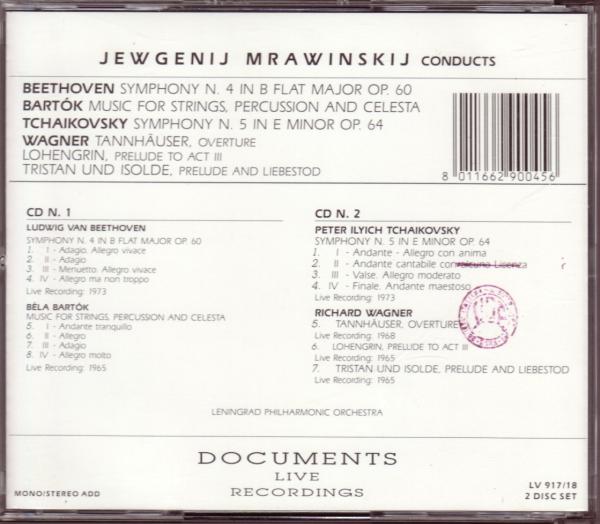 JEWGENIJ MRAWINSKIJ CONDUCTS
BEETHOVEN SYMPHONY N. 4 IN B FLAT MAJOR OP. 60
BARTÓK MUSIC FOR STRINGS, PERCUSSION AND CELESTA
TCHAIKOVSKY SYMPHONY N. 5 IN E MINOR OP. 64
WAGNER TANNHÄUSER, OVERTURE
LOHENGRIN, PRELUDE TO ACT III
TRISTAN UND ISOLDE, PRELUDE AND LIEBESTOD
8 011662 900456
CD N. 1
LUDWIG VAN BEETHOVEN
SYMPHONY N. 4 IN B FLAT MAJOR OP. 60
1. I - Adagio. Allegro vivace
2. II - Adagio
3. III - Menuetto. Allegro vivace
4. IV - Allegro ma non troppo
Live Recording: 1973
BÉLA BARTÓK
MUSIC FOR STRINGS, PERCUSSION AND CELESTA
5. I - Andante tranquillo
6. II - Allegro
7. III - Adagio
8. IV - Allegro molto
Live Recording: 1965
CD N. 2
PETER ILYICH TCHAIKOVSKY
SYMPHONY N. 5 IN E MINOR OP. 64
1. I - Andante - Allegro con anima
2. II - Andante cantabile con alcuna Licenza
3. III - Valse. Allegro moderato
4. IV - Finale. Andante maestoso
Live Recording: 1973
RICHARD WAGNER
5. TANNHÄUSER, OVERTURE
Live Recording: 1968
6. LOHENGRIN, PRELUDE TO ACT III
Live Recording: 1965
7. TRISTAN UND ISOLDE, PRELUDE AND LIEBESTOD
Live Recording: 1965
LENINGRAD PHILHARMONIC ORCHESTRA
DOCUMENTS
LIVE
RECORDINGS
MONO/STEREO ADD
LV 917/18
2 DISC SET